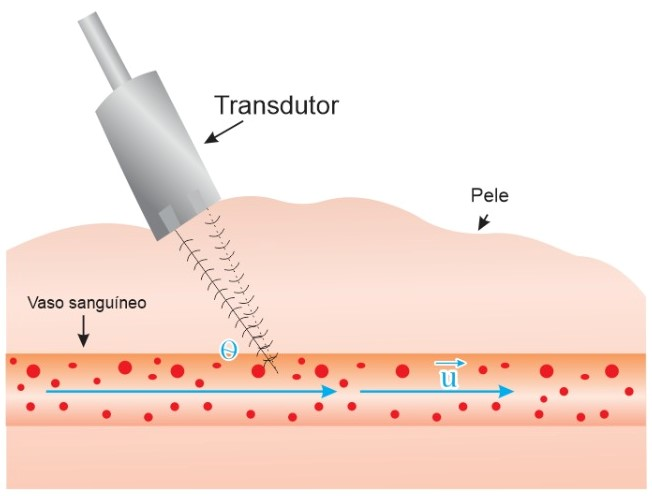 Transdutor
Pele
Vaso sanguíneo
θ
u